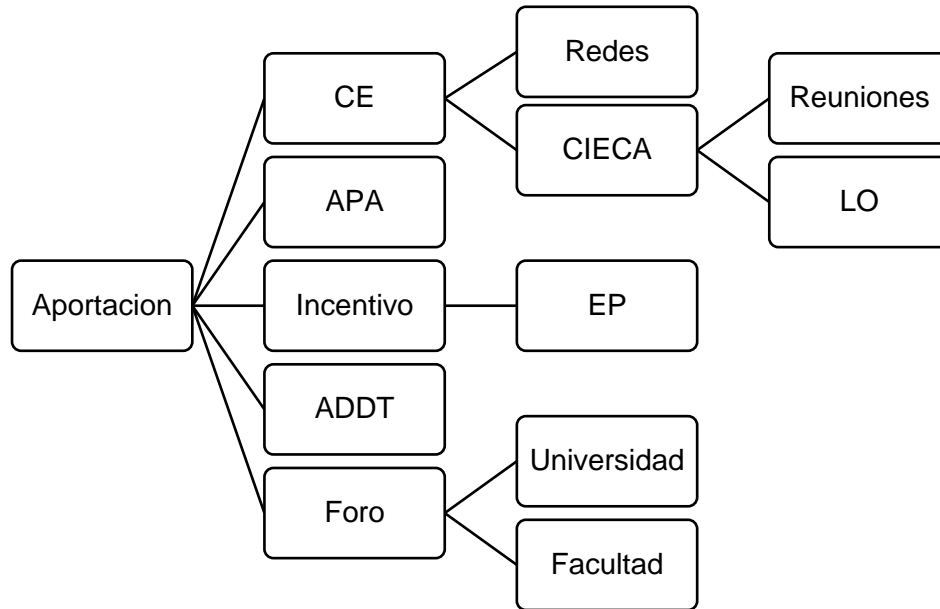 Redes
CE
Reuniones
CIECA
APA
LO
Aportacion
Incentivo
EP
ADDT
Universidad
Foro
Facultad